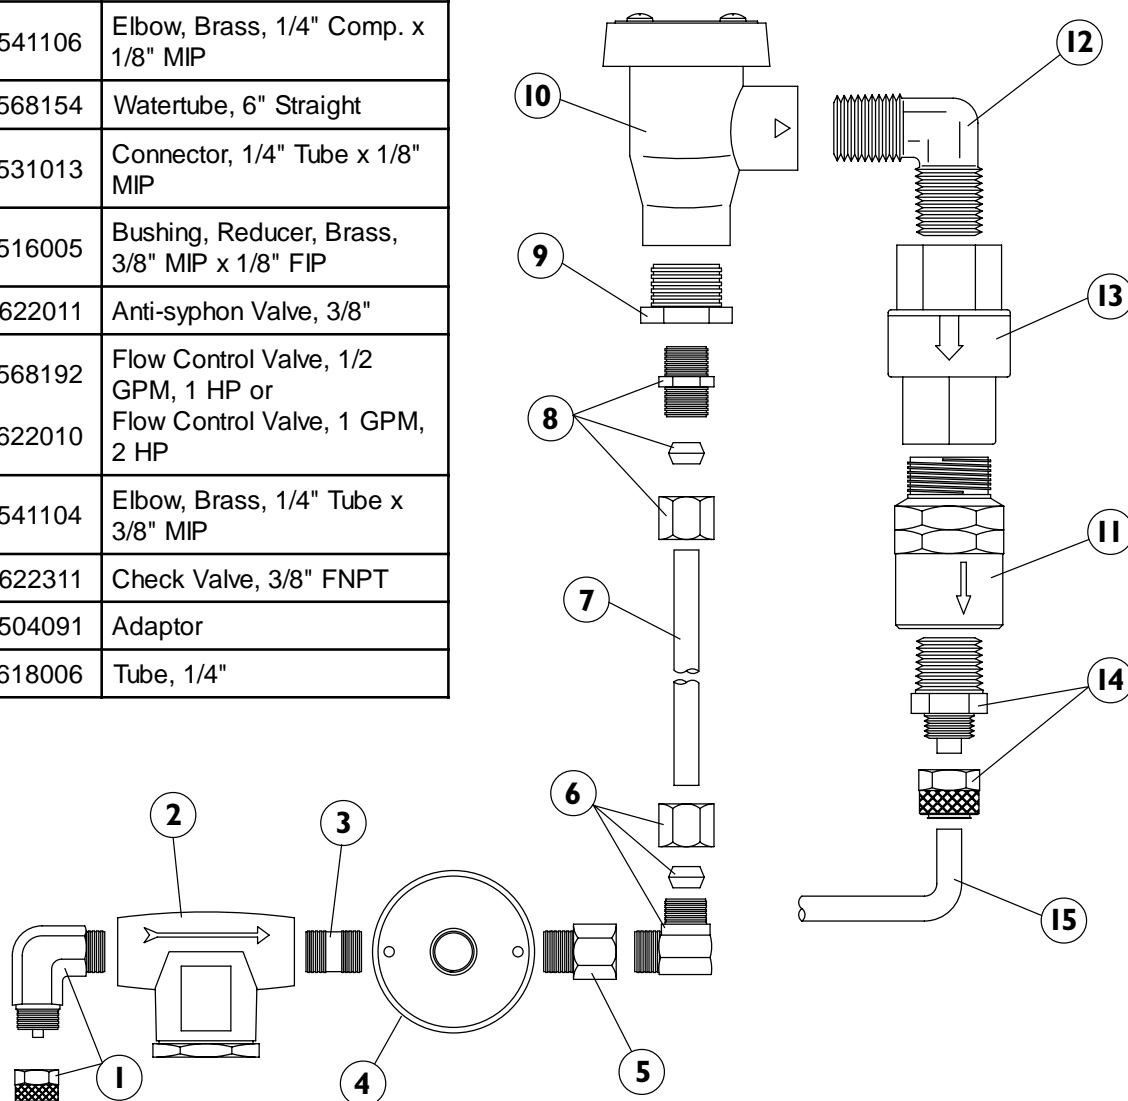 541106
Elbow, Brass, 1/4" Comp. x
1/8" MIP
568154
Watertube, 6" Straight
531013
Connector, 1/4" Tube x 1/8"
MIP
516005
Bushing, Reducer, Brass,
3/8" MIP x 1/8" FIP
622011
Anti-syphon Valve, 3/8"
568192
Flow Control Valve, 1/2
GPM, 1 HP or
622010
Flow Control Valve, 1 GPM,
2 HP
541104
Elbow, Brass, 1/4" Tube x
3/8" MIP
622311
Check Valve, 3/8" FNPT
504091
Adaptor
618006
Tube, 1/4"
10
12
9
13
8
11
7
14
6
2
3
15
1
4
5